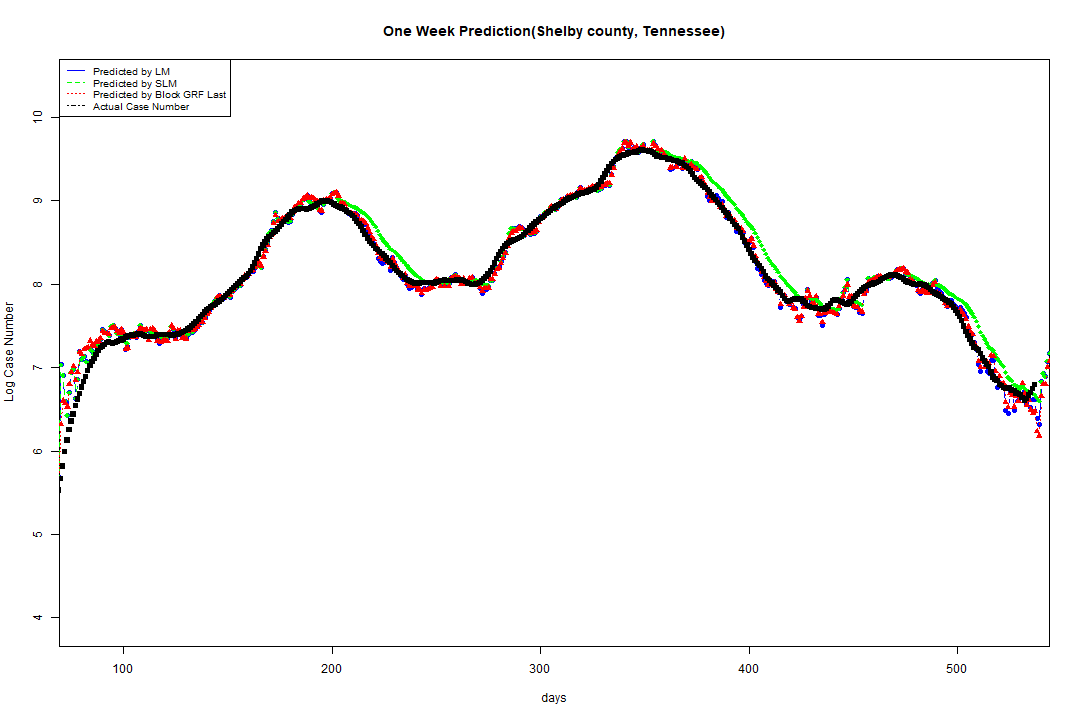 One Week Prediction(Shelby county, Tennessee)
Predicted by LM
Predicted by SLM
Predicted by Block GRF Last
Actual Case Number
10
9
8
7
6
5
4
Log Case Number
100 200 300 400 500
days